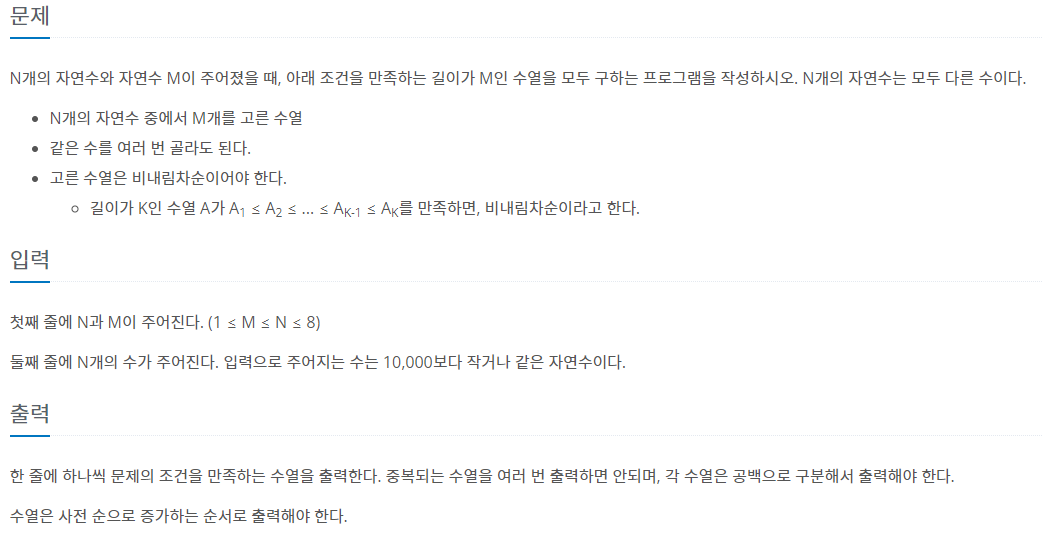 문제
N개의 자연수와 자연수 M이 주어졌을 때, 아래 조건을 만족하는 길이가 M인 수열을 모두 구하는 프로그램을 작성하시오. N개의 자연수는 모두 다른 수이다.
• N개의 자연수 중에서 M개를 고른 수열
• 같은 수를 여러 번 골라도 된다.
• 고른 수열은 비내림차순이어야 한다.
◦ 길이가 K인 수열 A가 A₁ ≤ A₂ ≤ ... ≤ A_K-1 ≤ A_K를 만족하면, 비내림차순이라고 한다.
입력
첫째 줄에 N과 M이 주어진다. (1 ≤ M ≤ N ≤ 8)
둘째 줄에 N개의 수가 주어진다. 입력으로 주어지는 수는 10,000보다 작거나 같은 자연수이다.
출력
한 줄에 하나씩 문제의 조건을 만족하는 수열을 출력한다. 중복되는 수열을 여러 번 출력하면 안되며, 각 수열은 공백으로 구분해서 출력해야 한다.
수열은 사전 순으로 증가하는 순서로 출력해야 한다.